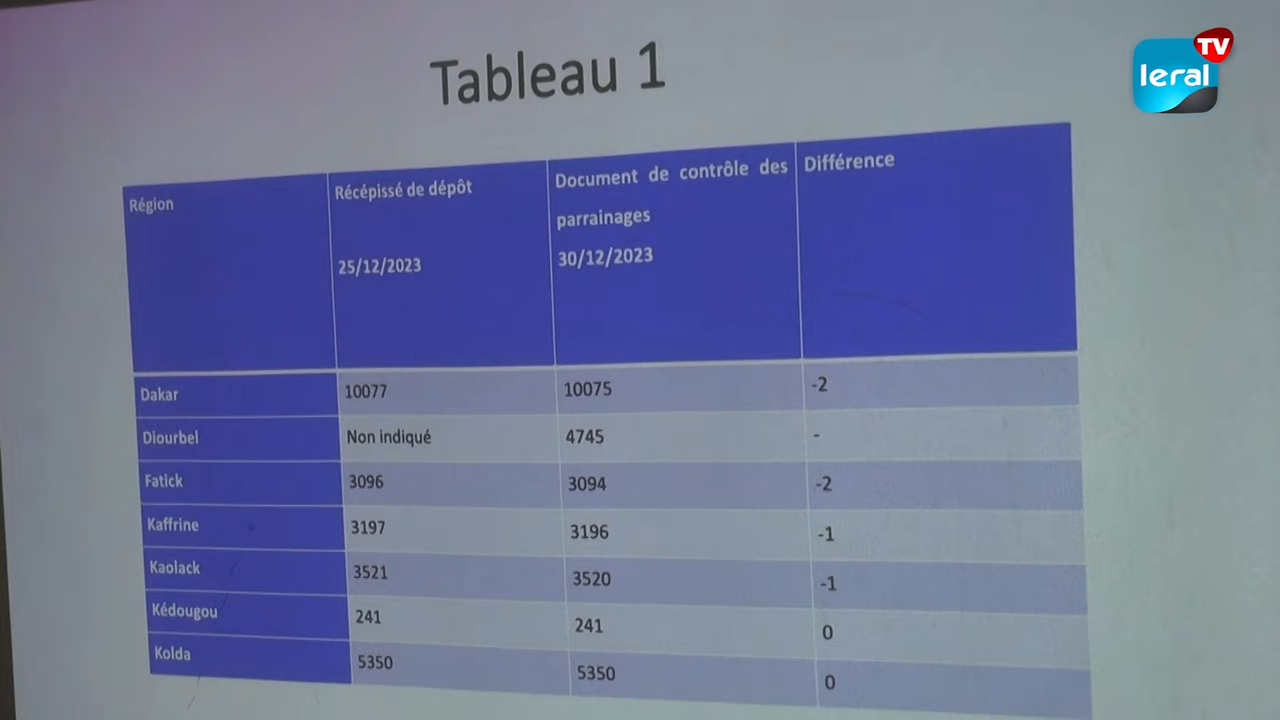 TV
leral
Tableau 1
Région
Récépissé de dépôt
25/12/2023
Document de contrôle des
parrainages
30/12/2023
Différence
Dakar 10077 10075 -2
Diourbel Non indiqué 4745 -
Fatick 3096 3094 -2
Kaffrine 3197 3196 -1
Kaolack 3521 3520 -1
Kédougou 241 241 0
Kolda 5350 5350 0